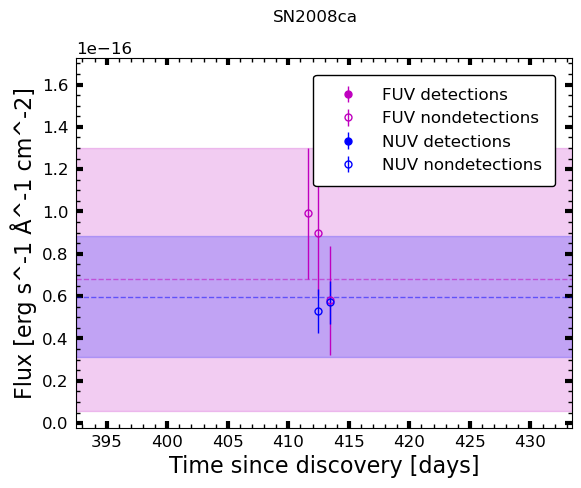 SN2008ca
1e−16
FUV detections
FUV nondetections
NUV detections
NUV nondetections
Flux [erg s^-1 Å^-1 cm^-2]
1.6
1.4
1.2
1.0
0.8
0.6
0.4
0.2
0.0
395 400 405 410 415 420 425 430
Time since discovery [days]